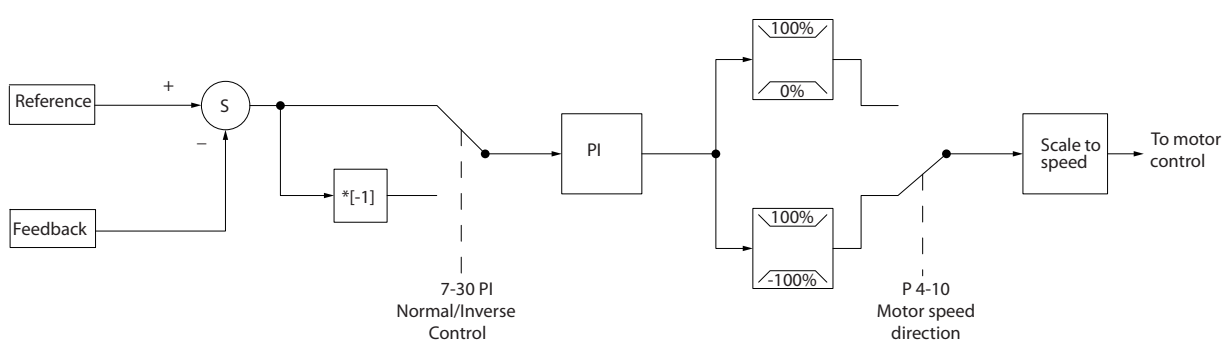 100%
0%
Reference
+
S
–
Feedback
*[-1]
PI
100%
-100%
Scale to
speed
To motor
control
7-30 PI
Normal/Inverse
Control
P 4-10
Motor speed
direction